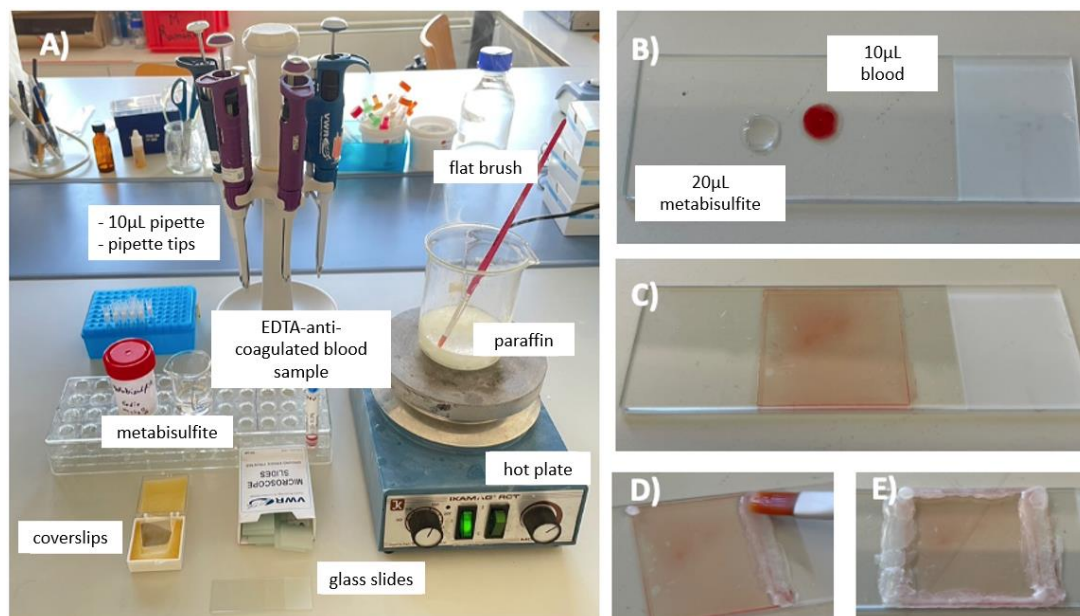 A)
flat brush
- 10µL pipette
- pipette tips
EDTA-anti-
coagulated blood
sample
paraffin
metabisulfite
hot plate
coverslips
glass slides
VWR
MICROSCOPE
SLIDES
VWR
IKAMAG® RCT
B)
10µL
blood
20µL
metabisulfite
C)
D)
E)